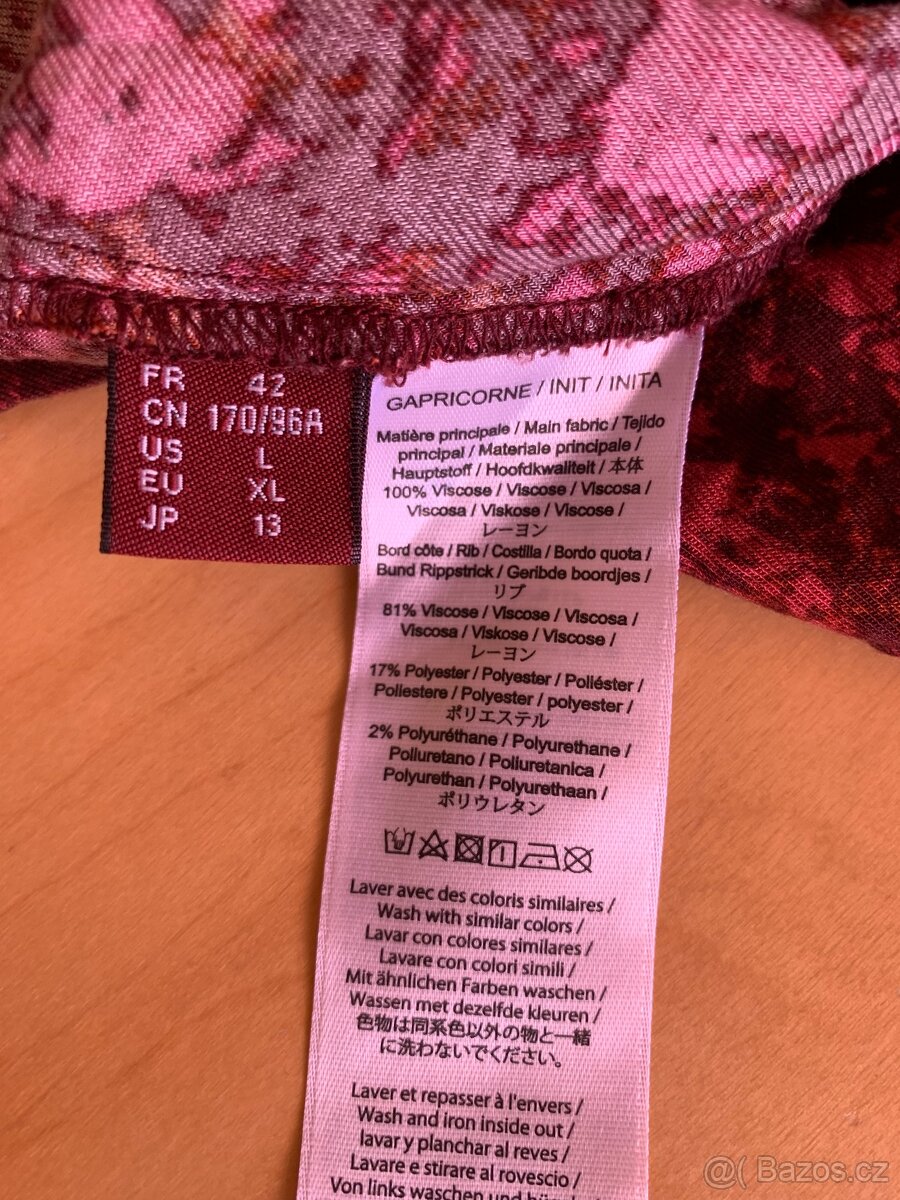 FR 42
CN 170/96A
US L
EU XL
JP 13
GAPRICORNE / INIT / INITA
Matière principale / Main fabric / Tejido
principal / Materiale principale /
Hauptstoff / Hoofdkwaliteit / 本体
100% Viscose / Viscose / Viscosa /
Viscosa / Viskose / Viscose /
レーヨン
Bord côte / Rib / Costilla / Bordo quota /
Bund Rippstrick / Geribde boordjes /
リブ
81% Viscose / Viscose / Viscosa /
Viscosa / Viskose / Viscose /
レーヨン
17% Polyester / Polyester / Poliéster /
Poliestere / Polyester / polyester /
ポリエステル
2% Polyuréthane / Polyurethane /
Poliuretano / Poliuretanica /
Polyurethan / Polyurethaan /
ポリウレタン
Laver avec des coloris similaires /
Wash with similar colors /
Lavar con colores similares /
Lavare con colori simili /
Mit ähnlichen Farben waschen /
Wassen met dezelfde kleuren /
色物は同系色以外の物と一緒
に洗わないでください。
Laver et repasser à l'envers /
Wash and iron inside out /
lavar y planchar al reves /
Lavare e stirare al rovescio /
Von links waschen und
@( Bazos.cz